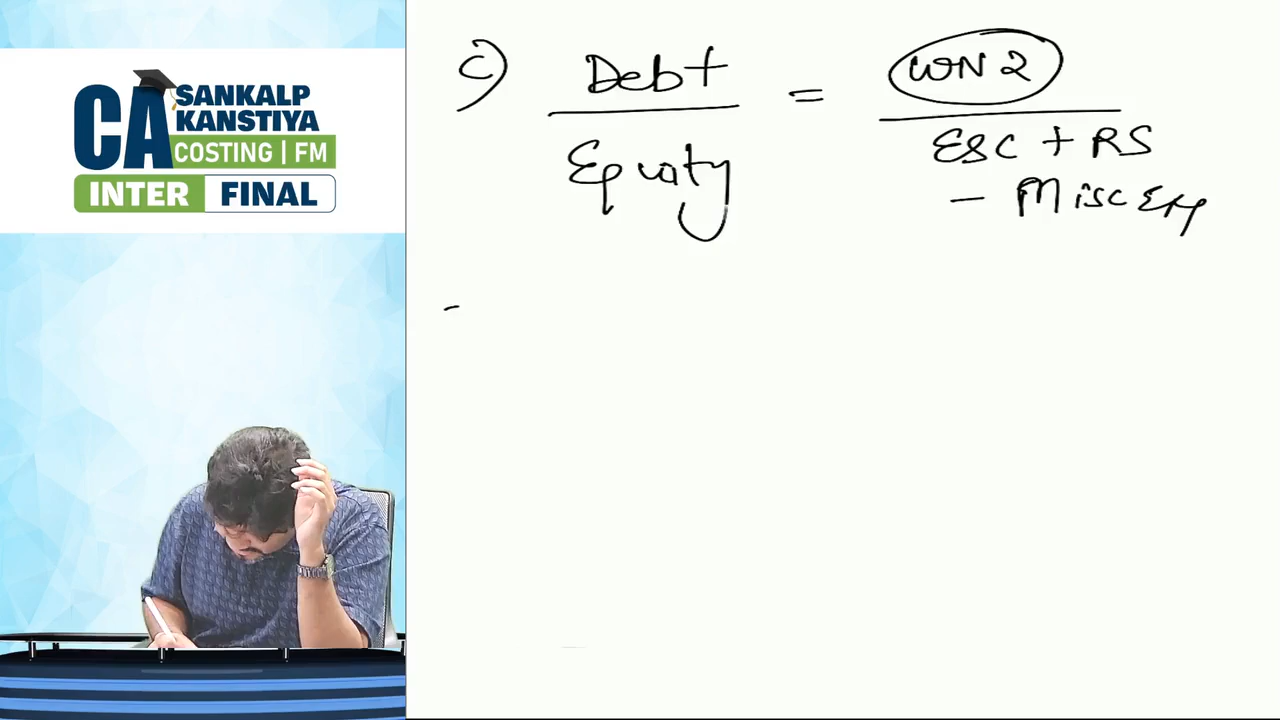 CA SANKALP KANSTIYA
COSTING | FM
INTER FINAL
C) Debt / Equity = WN 2 / ESC + RS
- Misc Exp
=